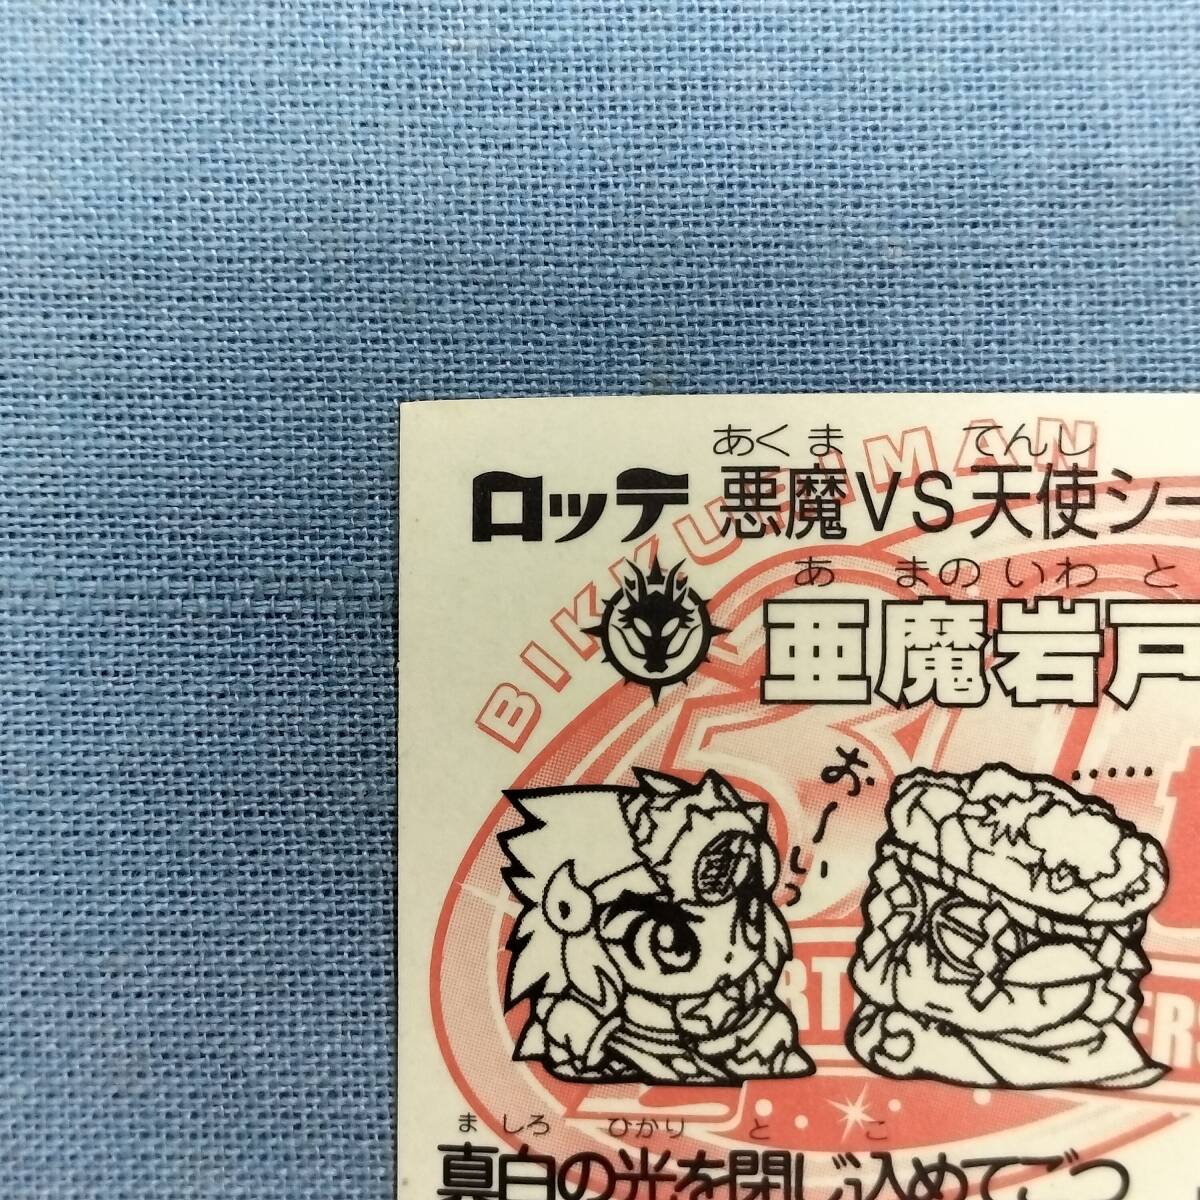 BIKKURIMAN
あくま てんし
ロッテ 悪魔VS天使シー
あまのいわと
亜魔岩戸
お〜いっ
.....
ましろ ひかり と こ
真白の光を閉じ込めてごつ